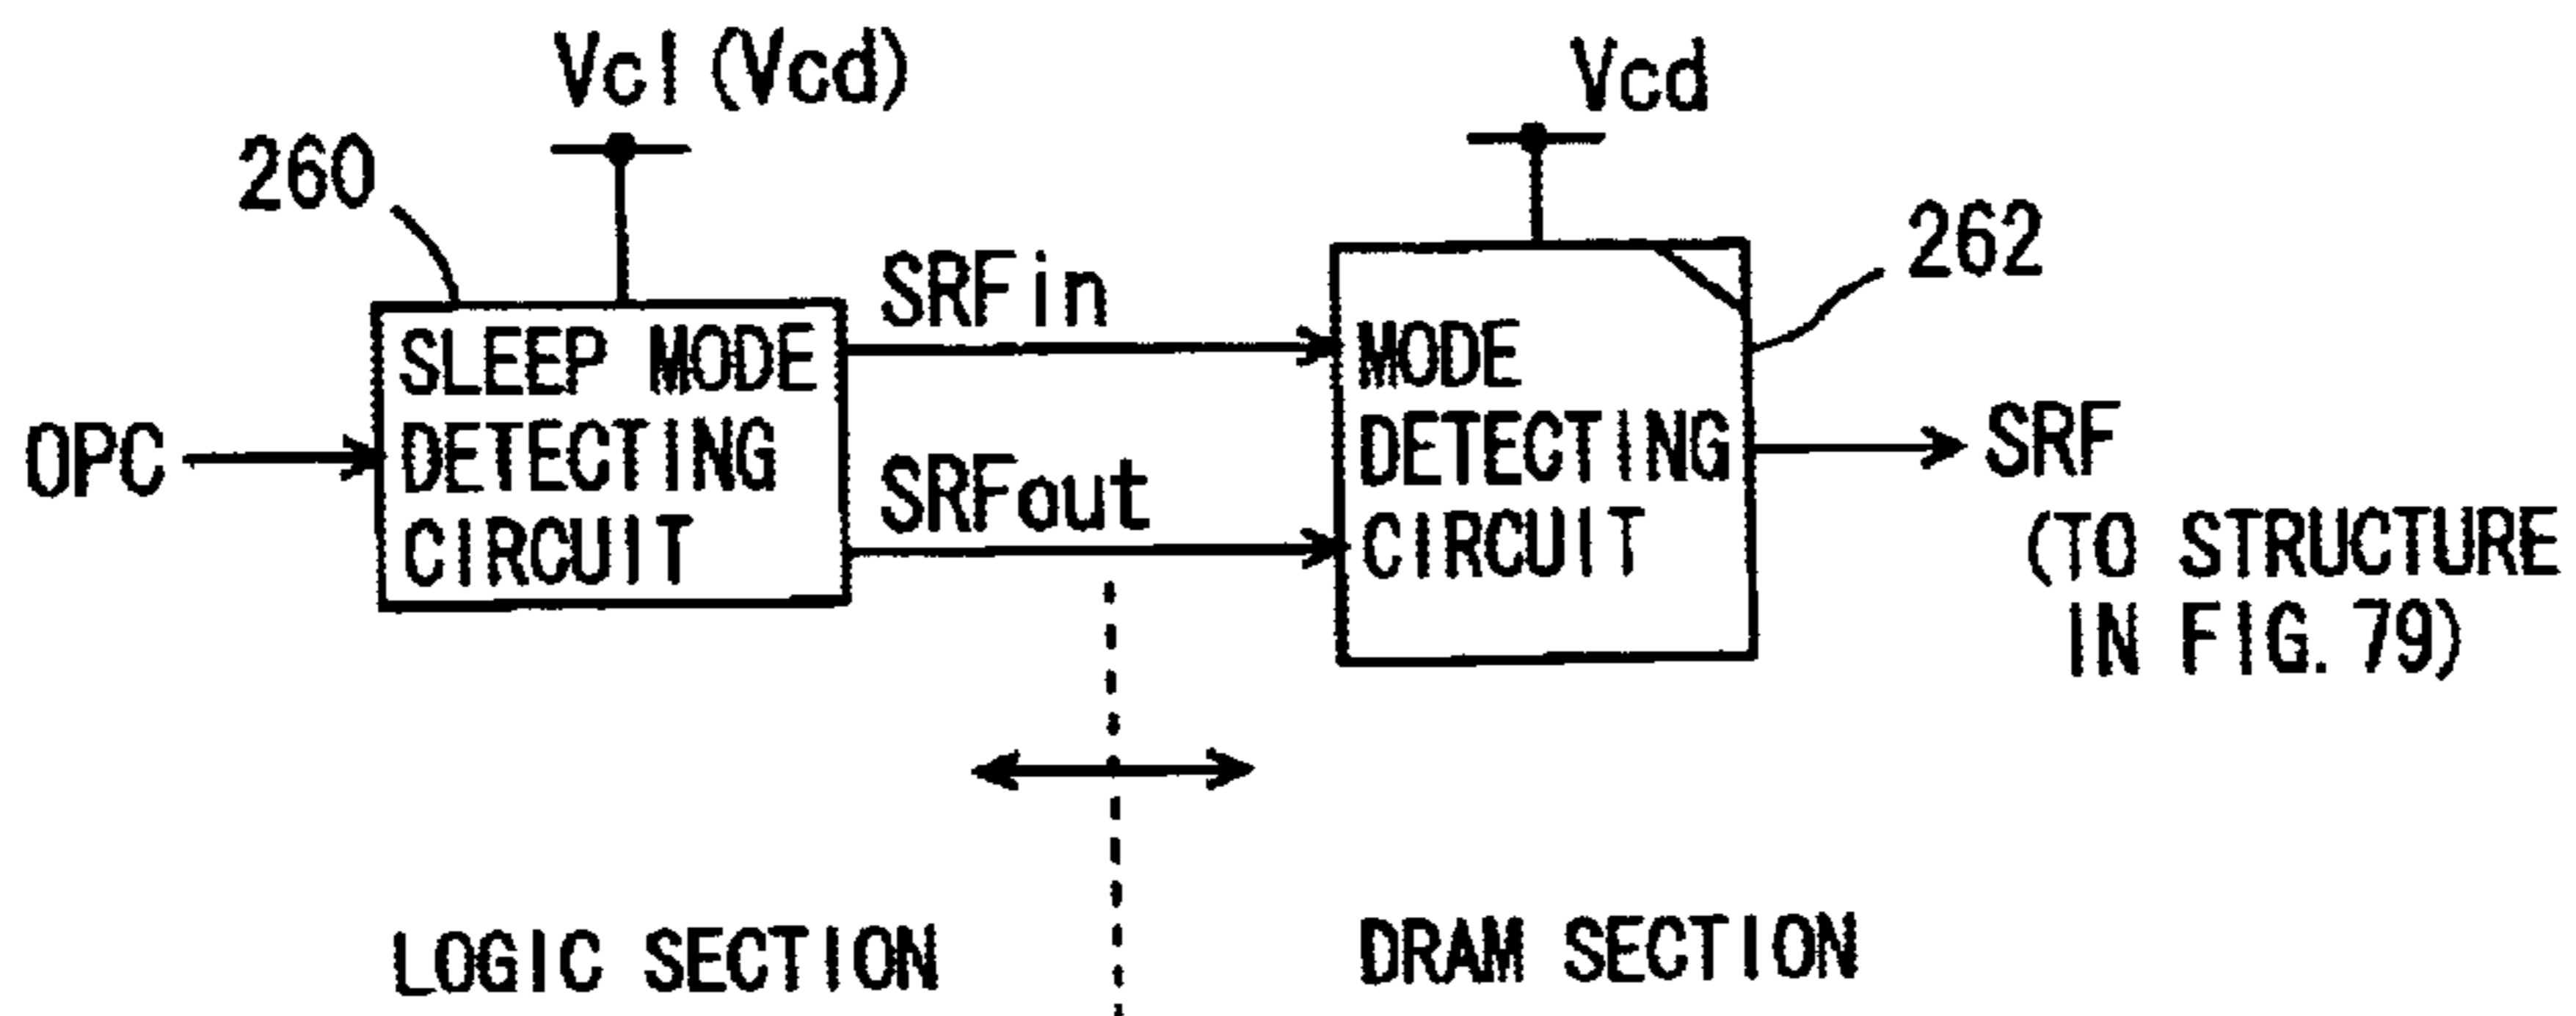 Vcl (Vcd)
Vcd
260
262
SRFin
SLEEP MODE
DETECTING
CIRCUIT
OPC
SRFout
MODE
DETECTING
CIRCUIT
SRF
(TO STRUCTURE
IN FIG. 79)
LOGIC SECTION
DRAM SECTION